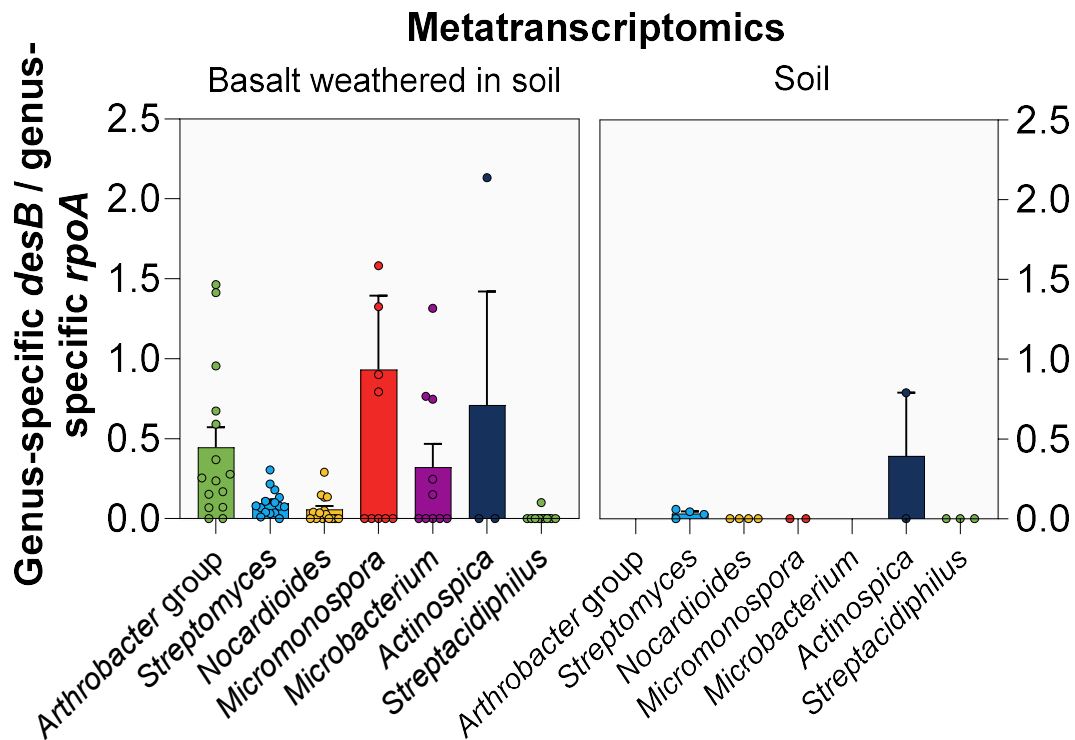 Metatranscriptomics
Basalt weathered in soil
Soil
Genus-specific desB / genus-
specific rpoA
2.5
2.0
1.5
1.0
0.5
0.0
2.5
2.0
1.5
1.0
0.5
0.0
Arthrobacter group
Streptomyces
Nocardioides
Micromonospora
Microbacterium
Actinospica
Streptacidiphilus
Arthrobacter group
Streptomyces
Nocardioides
Micromonospora
Microbacterium
Actinospica
Streptacidiphilus